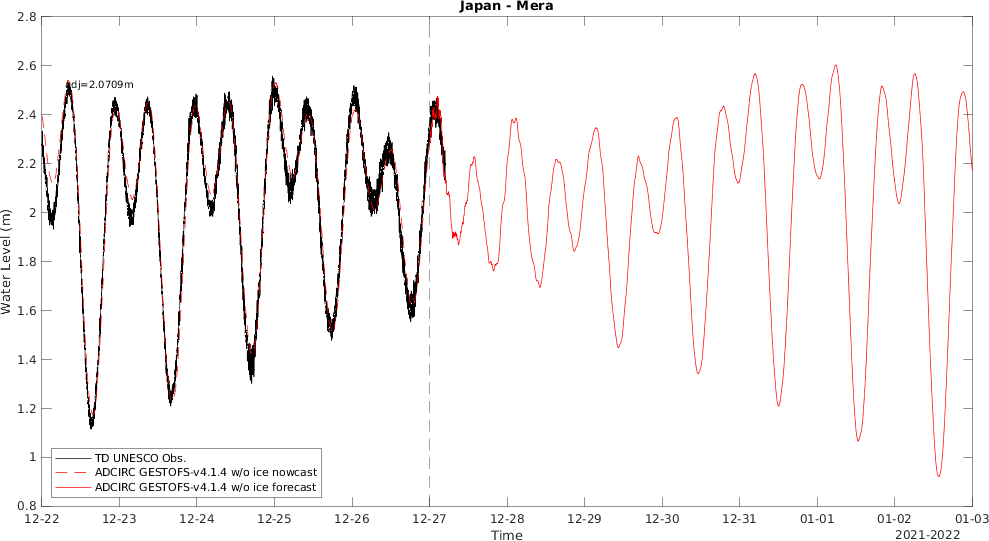 Japan - Mera
2.8
2.6
2.4
2.2
2
1.8
1.6
1.4
1.2
1
0.8
Water Level (m)
adj=2.0709m
TD UNESCO Obs.
ADCIRC GESTOFS-v4.1.4 w/o ice nowcast
ADCIRC GESTOFS-v4.1.4 w/o ice forecast
12-22 12-23 12-24 12-25 12-26 12-27 12-28 12-29 12-30 12-31 01-01 01-02 01-03
Time
2021-2022